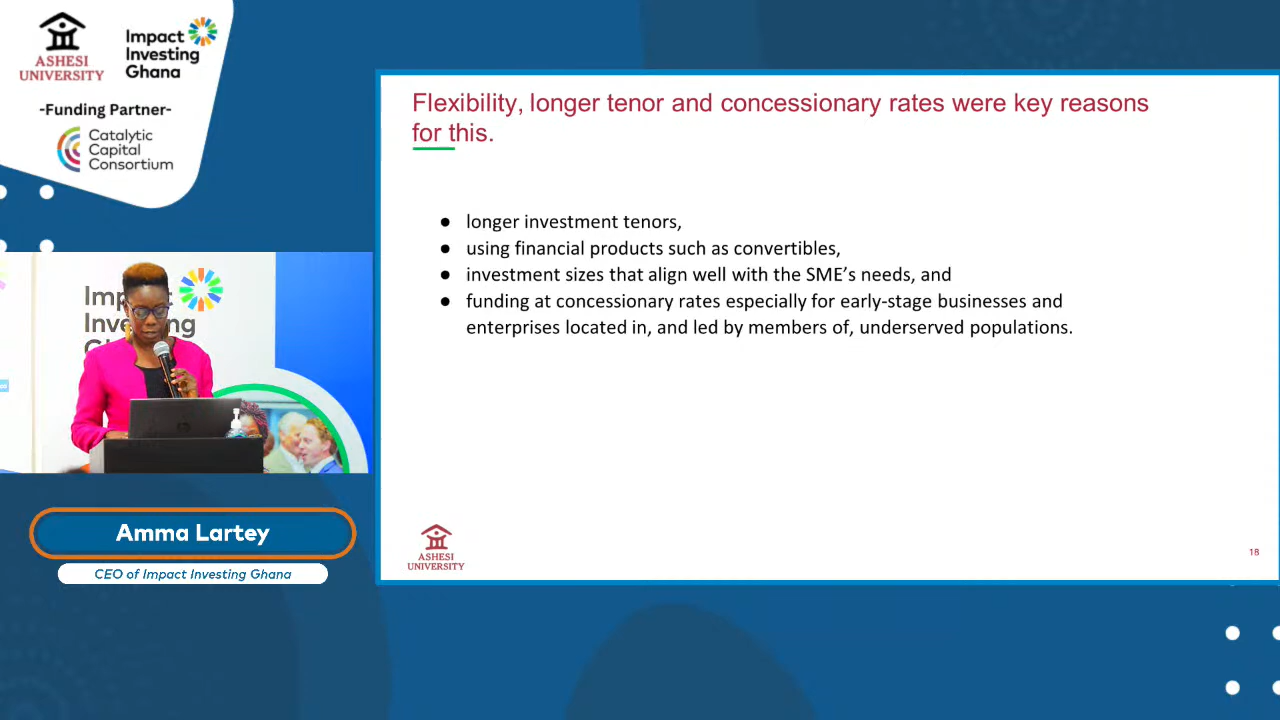 ASHESI
UNIVERSITY
Impact
Investing
Ghana
-Funding Partner-
Catalytic
Capital
Consortium
Flexibility, longer tenor and concessionary rates were key reasons
for this.
● longer investment tenors,
● using financial products such as convertibles,
● investment sizes that align well with the SME's needs, and
● funding at concessionary rates especially for early-stage businesses and
enterprises located in, and led by members of, underserved populations.
ASHESI
UNIVERSITY
18
Amma Lartey
CEO of Impact Investing Ghana